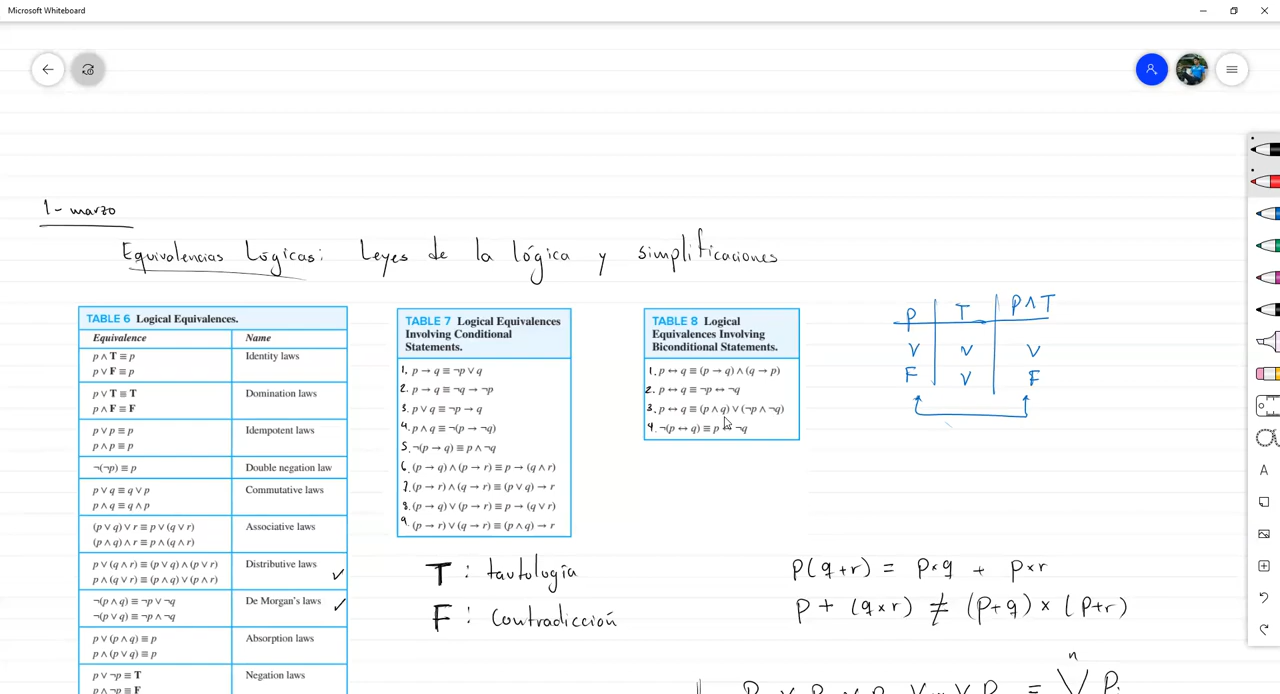 Microsoft Whiteboard
1- marzo
Equivalencias Lógicas: Leyes de la lógica y simplificaciones
TABLE 6 Logical Equivalences.
Equivalence Name
p ∧ T ≡ p Identity laws
p ∨ F ≡ p
p ∨ T ≡ T Domination laws
p ∧ F ≡ F
p ∨ p ≡ p Idempotent laws
p ∧ p ≡ p
¬(¬p) ≡ p Double negation law
p ∨ q ≡ q ∨ p Commutative laws
p ∧ q ≡ q ∧ p
(p ∨ q) ∨ r ≡ p ∨ (q ∨ r) Associative laws
(p ∧ q) ∧ r ≡ p ∧ (q ∧ r)
p ∨ (q ∧ r) ≡ (p ∨ q) ∧ (p ∨ r) Distributive laws ✓
p ∧ (q ∨ r) ≡ (p ∧ q) ∨ (p ∧ r)
¬(p ∧ q) ≡ ¬p ∨ ¬q De Morgan's laws ✓
¬(p ∨ q) ≡ ¬p ∧ ¬q
p ∨ (p ∧ q) ≡ p Absorption laws
p ∧ (p ∨ q) ≡ p
p ∨ ¬p ≡ T Negation laws
p ∧ ¬p ≡ F
TABLE 7 Logical Equivalences
Involving Conditional
Statements.
1. p → q ≡ ¬p ∨ q
2. p → q ≡ ¬q → ¬p
3. p ∨ q ≡ ¬p → q
4. p ∧ q ≡ ¬(p → ¬q)
5. ¬(p → q) ≡ p ∧ ¬q
6. (p → q) ∧ (p → r) ≡ p → (q ∧ r)
7. (p → r) ∧ (q → r) ≡ (p ∨ q) → r
8. (p → q) ∨ (p → r) ≡ p → (q ∨ r)
9. (p → r) ∨ (q → r) ≡ (p ∧ q) → r
TABLE 8 Logical
Equivalences Involving
Biconditional Statements.
1. p ↔ q ≡ (p → q) ∧ (q → p)
2. p ↔ q ≡ ¬p ↔ ¬q
3. p ↔ q ≡ (p ∧ q) ∨ (¬p ∧ ¬q)
4. ¬(p ↔ q) ≡ p ¬q
P T P ∧ T
V V V
F V F
T : tautología
F : Contradicción
p(q+r) = p×q + p×r
p + (q×r) ≠ (p+q) × (p+r)
n
A